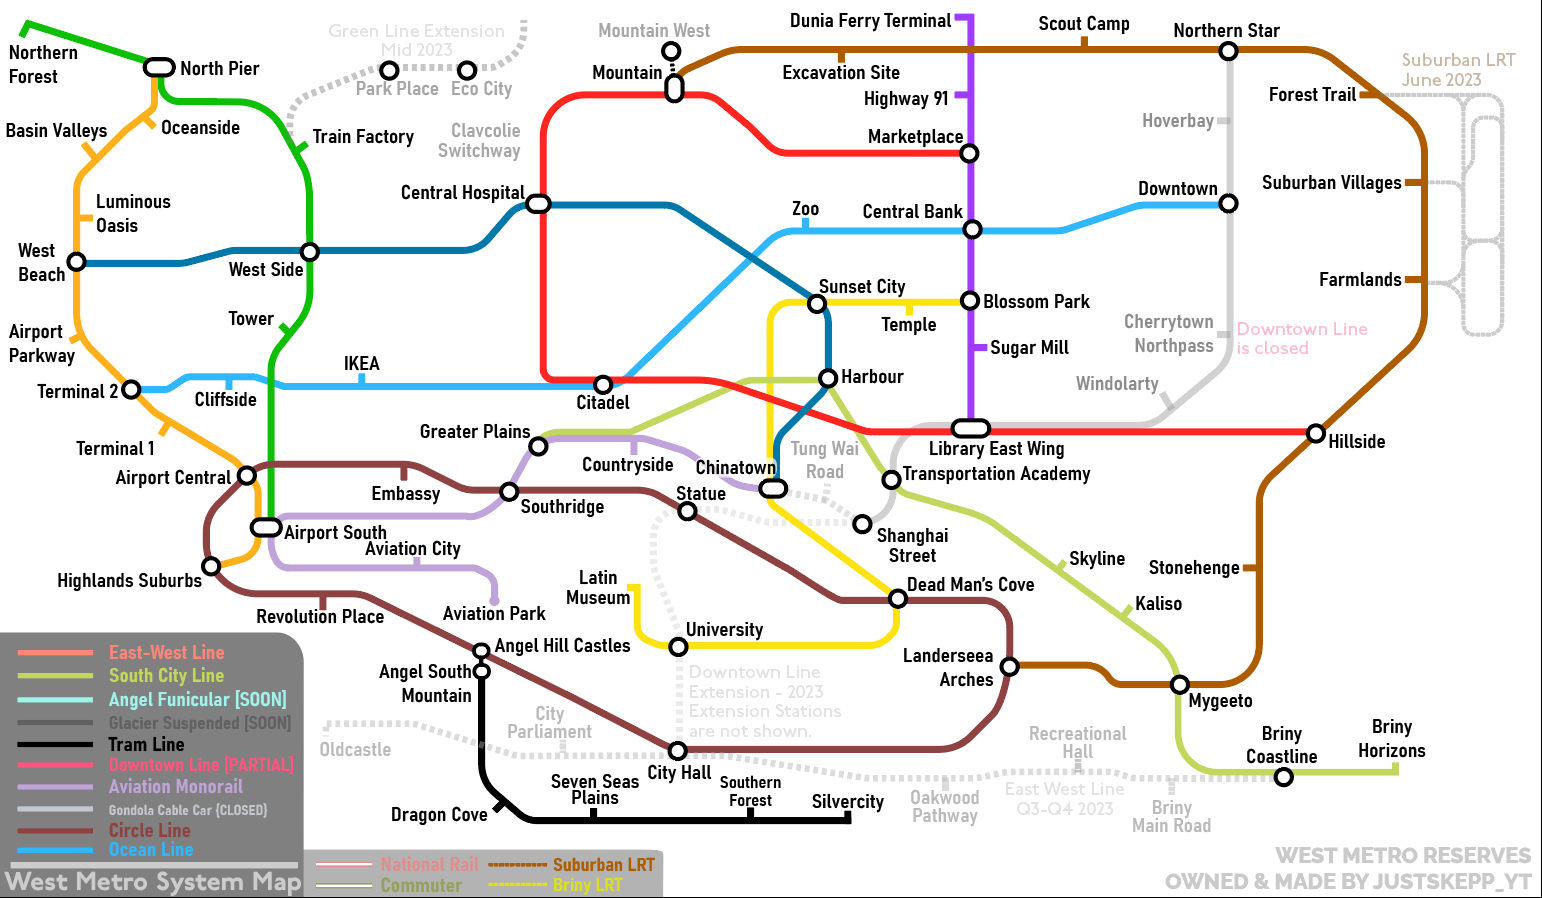 Northern
Forest
North Pier
Green Line Extension
Mid 2023
Park Place
Eco City
Mountain West
Mountain
Dunia Ferry Terminal
Scout Camp
Northern Star
Excavation Site
Highway 91
Suburban LRT
June 2023
Forest Trail
Basin Valleys
Oceanside
Train Factory
Clavcolie
Switchway
Marketplace
Hoverbay
Luminous
Oasis
Central Hospital
Zoo
Central Bank
Downtown
Suburban Villages
West
Beach
West Side
Sunset City
Blossom Park
Farmlands
Airport
Parkway
Tower
Temple
Sugar Mill
Cherrytown
Northpass
Downtown Line
is closed
Terminal 2
Cliffside
IKEA
Citadel
Harbour
Windolarty
Terminal 1
Greater Plains
Countryside
Chinatown
Tung Wai
Road
Library East Wing
Hillside
Airport Central
Embassy
Southridge
Statue
Transportation Academy
Airport South
Aviation City
Shanghai
Street
Highlands Suburbs
Revolution Place
Aviation Park
Latin
Museum
Dead Man's Cove
Skyline
Kaliso
Stonehenge
University
Angel Hill Castles
Angel South
Mountain
Landerseea
Arches
Mygeeto
Downtown Line
Extension - 2023
Extension Stations
are not shown.
Oldcastle
City
Parliament
City Hall
Recreational
Hall
Briny
Coastline
Briny
Horizons
Dragon Cove
Seven Seas
Plains
Southern
Forest
Silvercity
Oakwood
Pathway
East West Line
Q3-Q4 2023
Briny
Main Road
East-West Line
South City Line
Angel Funicular [SOON]
Glacier Suspended [SOON]
Tram Line
Downtown Line [PARTIAL]
Aviation Monorail
Gondola Cable Car {CLOSED}
Circle Line
Ocean Line
West Metro System Map
National Rail
Suburban LRT
Commuter
Briny LRT
WEST METRO RESERVES
OWNED & MADE BY JUSTSKEPP_YT